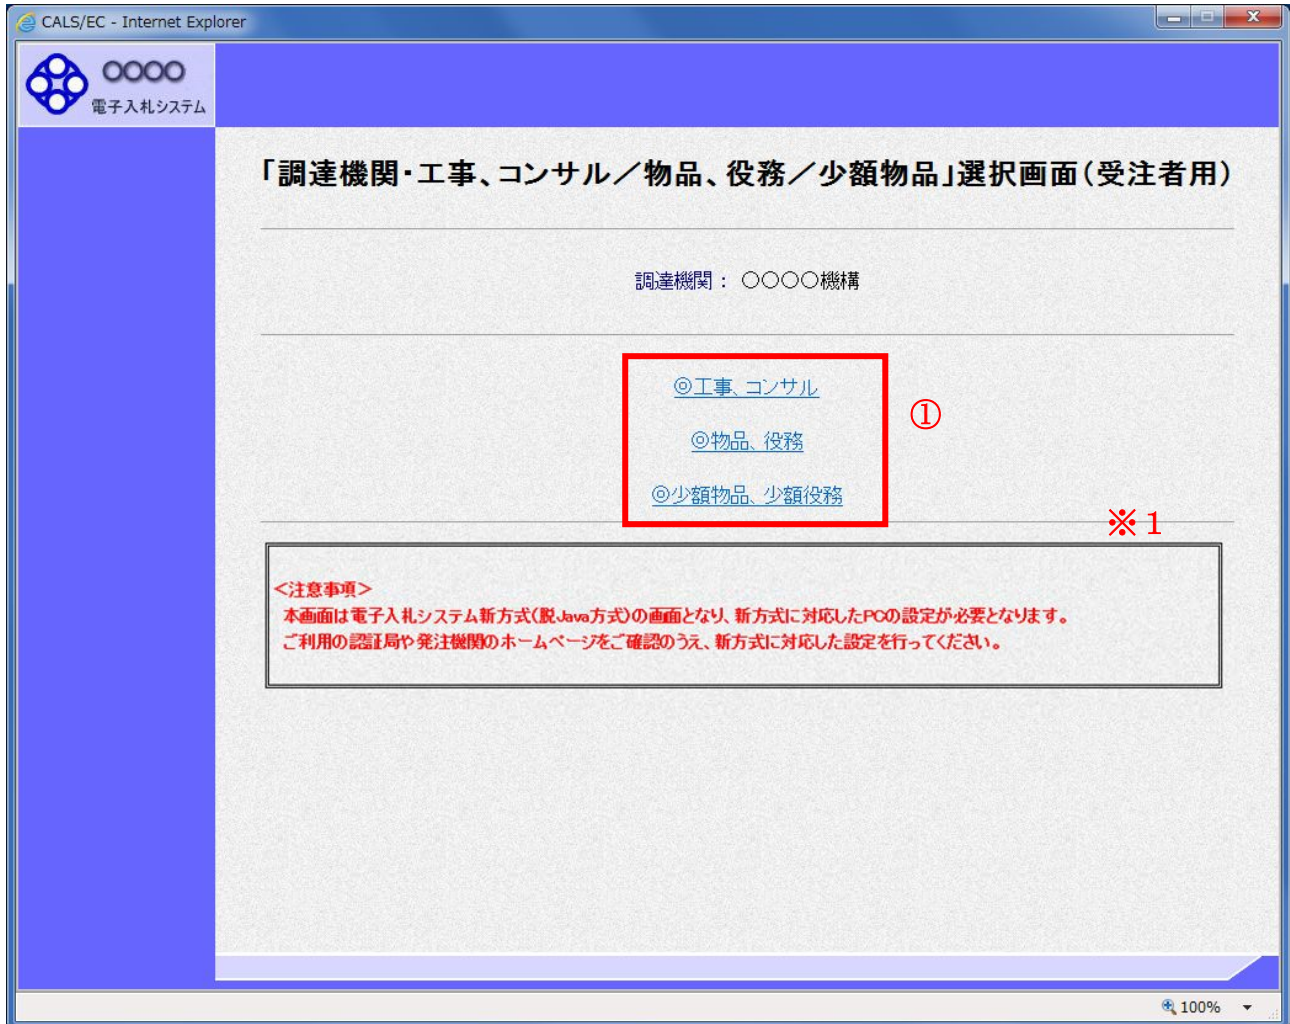 CALS/EC - Internet Explorer
○○○○
電子入札システム
「調達機関・工事、コンサル／物品、役務／少額物品」選択画面(受注者用)
調達機関： ○○○○機構
◎工事、コンサル
①
◎物品、役務
◎少額物品、少額役務
※1
＜注意事項＞
本画面は電子入札システム新方式(脱Java方式)の画面となり、新方式に対応したPCの設定が必要となります。
ご利用の認証局や発注機関のホームページをご確認のうえ、新方式に対応した設定を行ってください。
100%